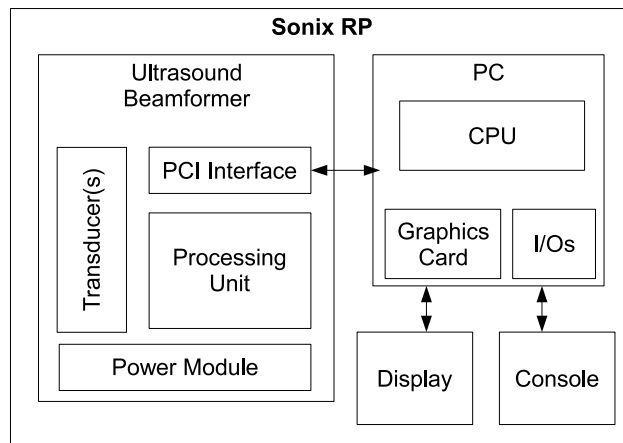 Sonix RP
Ultrasound
Beamformer
Transducer(s)
PCI Interface
Processing
Unit
Power Module
PC
CPU
Graphics
Card
I/Os
Display
Console